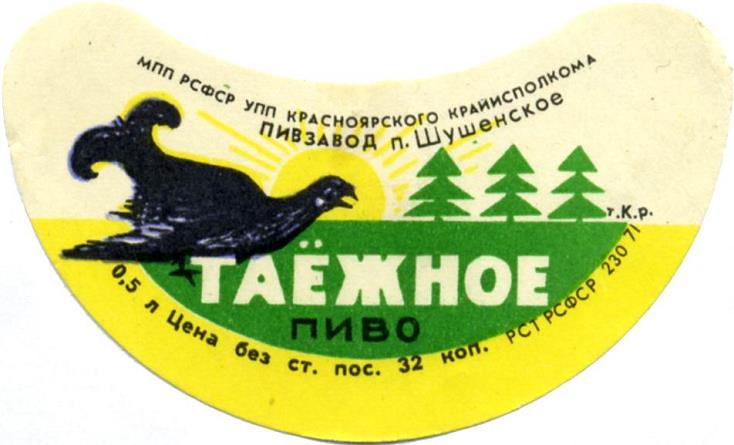 МПП РСФСР УПП КРАСНОЯРСКОГО КРАЙИСПОЛКОМА
ПИВЗАВОД п. Шушенское
т.К.р.
ТАЁЖНОЕ
ПИВО
0,5 л Цена без ст. пос. 32 коп.
РСТ РСФСР 230 71